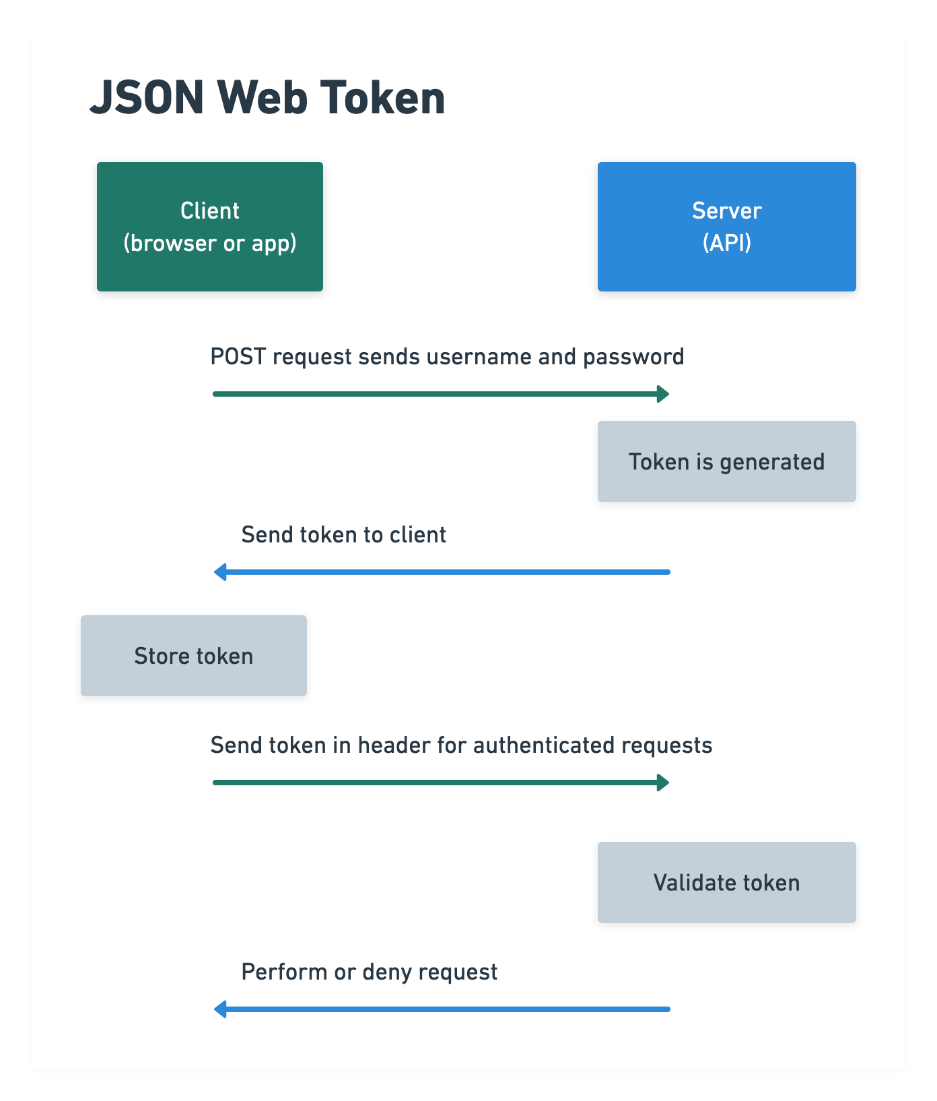 JSON Web Token
Client
(browser or app)
Server
(API)
POST request sends username and password
Token is generated
Send token to client
Store token
Send token in header for authenticated requests
Validate token
Perform or deny request